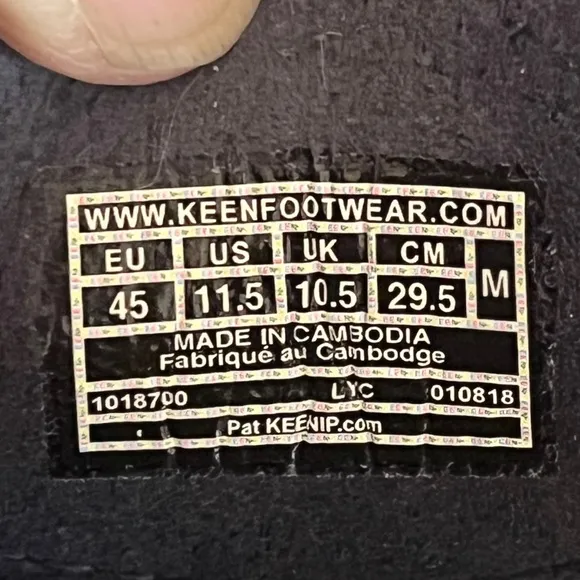 WWW.KEENFOOTWEAR.COM
EU US UK CM M
45 11.5 10.5 29.5
MADE IN CAMBODIA
Fabriqué au Cambodge
1018700 LYC 010818
Pat KEENIP.com